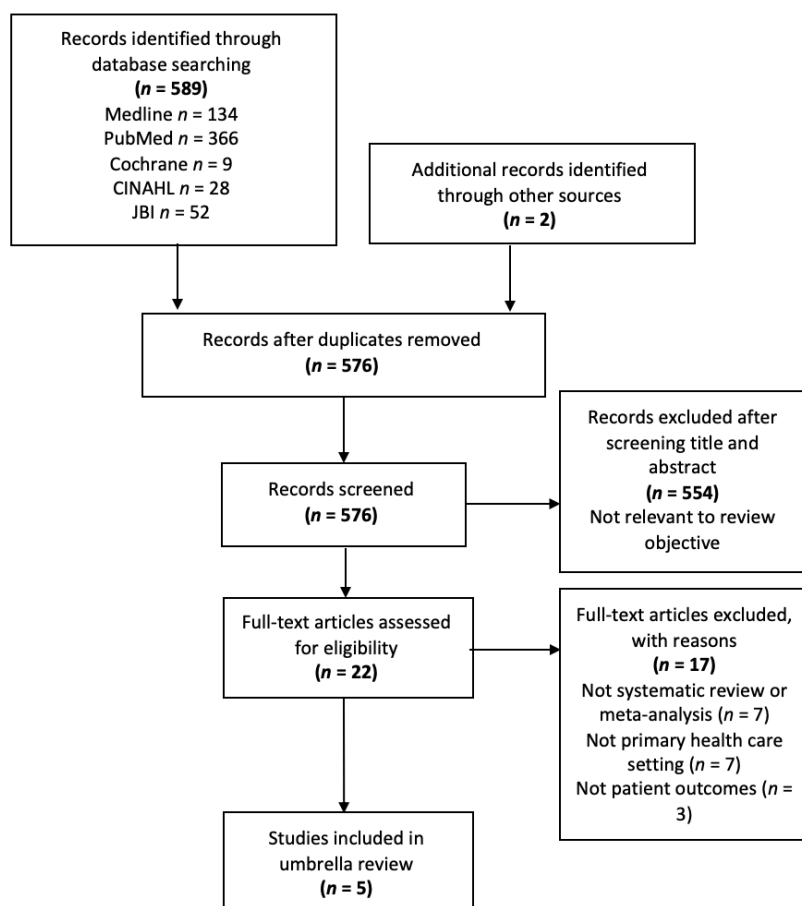 Records identified through
database searching
(n = 589)
Medline n = 134
PubMed n = 366
Cochrane n = 9
CINAHL n = 28
JBI n = 52
Additional records identified
through other sources
(n = 2)
Records after duplicates removed
(n = 576)
Records excluded after
screening title and
abstract
(n = 554)
Not relevant to review
objective
Records screened
(n = 576)
Full-text articles assessed
for eligibility
(n = 22)
Full-text articles excluded,
with reasons
(n = 17)
Not systematic review or
meta-analysis (n = 7)
Not primary health care
setting (n = 7)
Not patient outcomes (n =
3)
Studies included in
umbrella review
(n = 5)